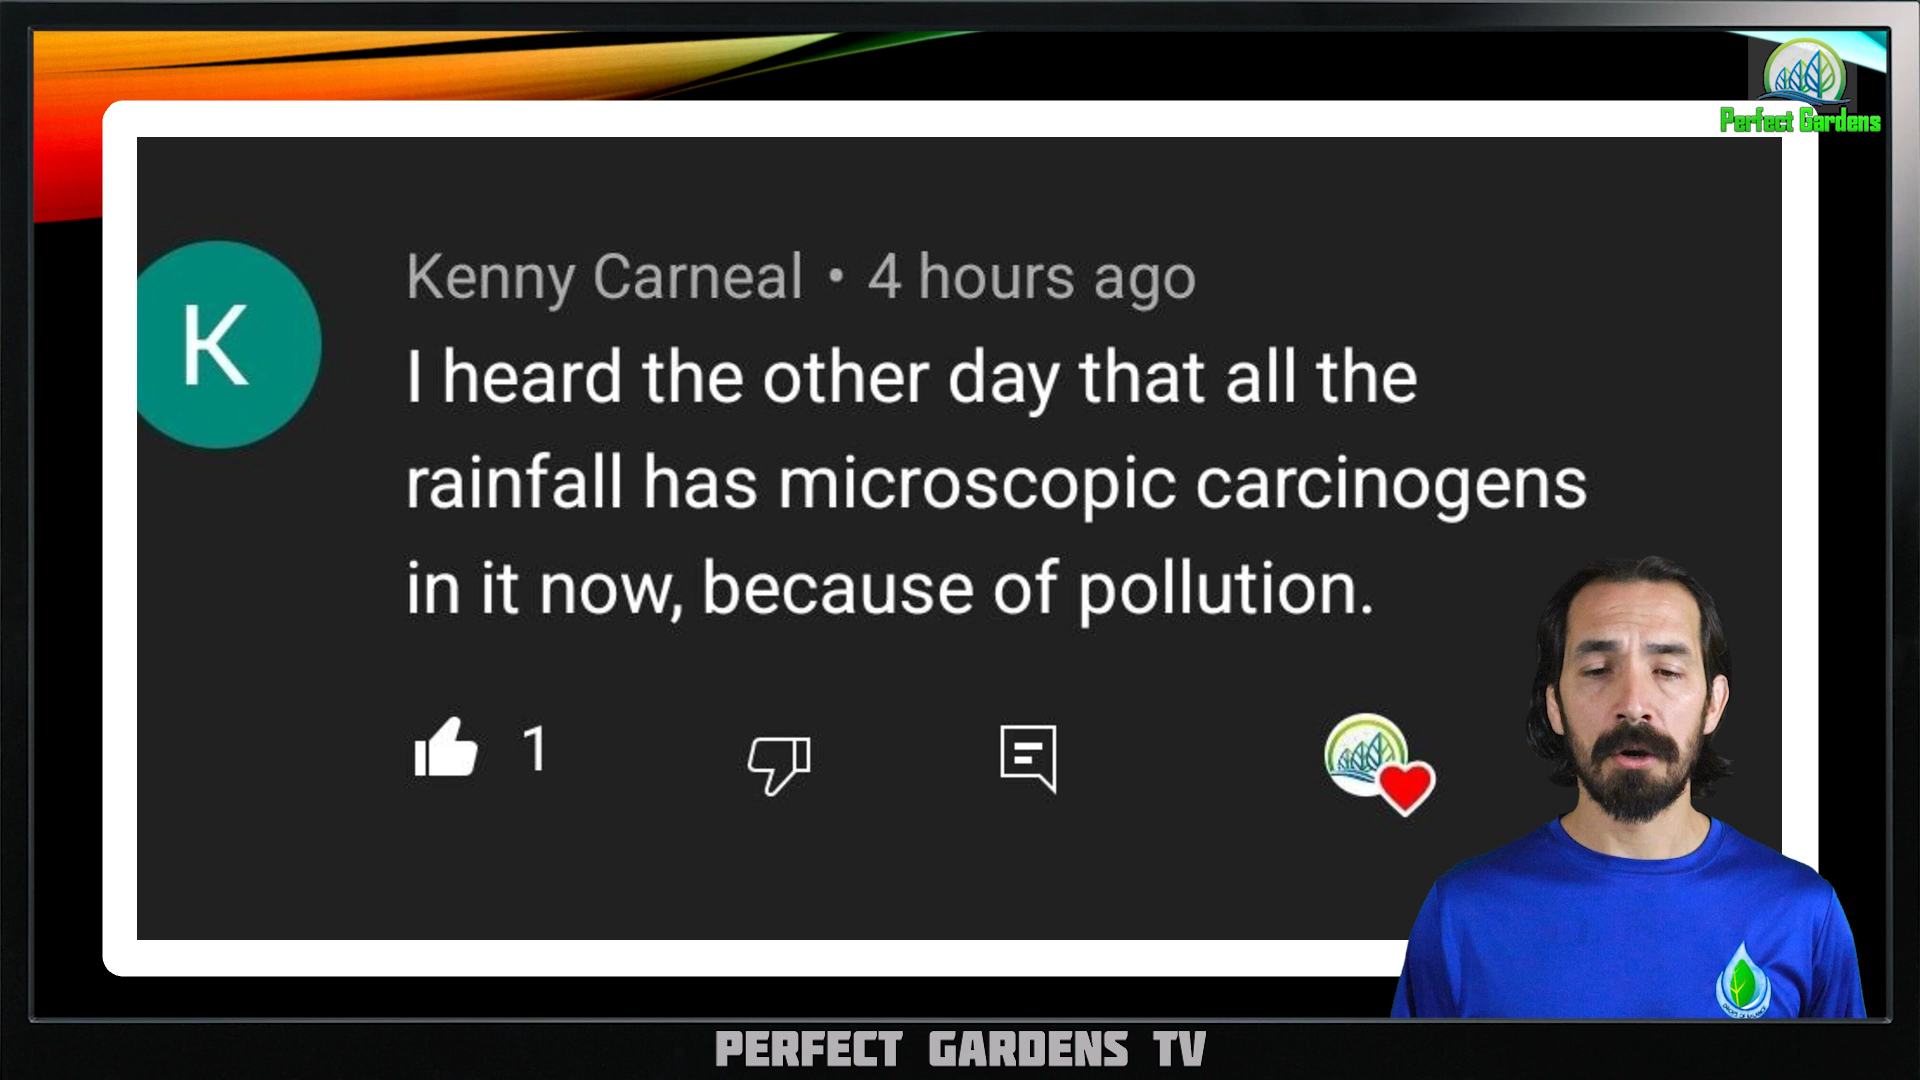 Perfect Gardens
K
Kenny Carneal • 4 hours ago
I heard the other day that all the
rainfall has microscopic carcinogens
in it now, because of pollution.
1
PERFECT GARDENS TV